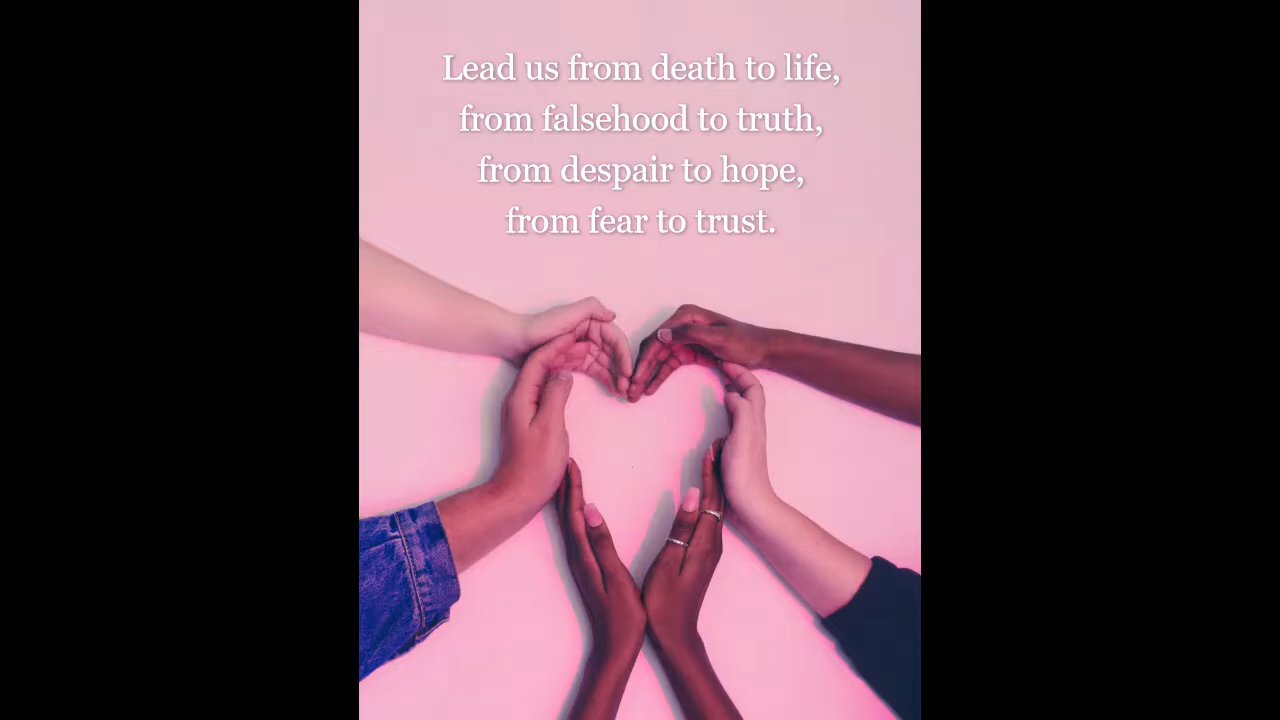 Lead us from death to life,
from falsehood to truth,
from despair to hope,
from fear to trust.